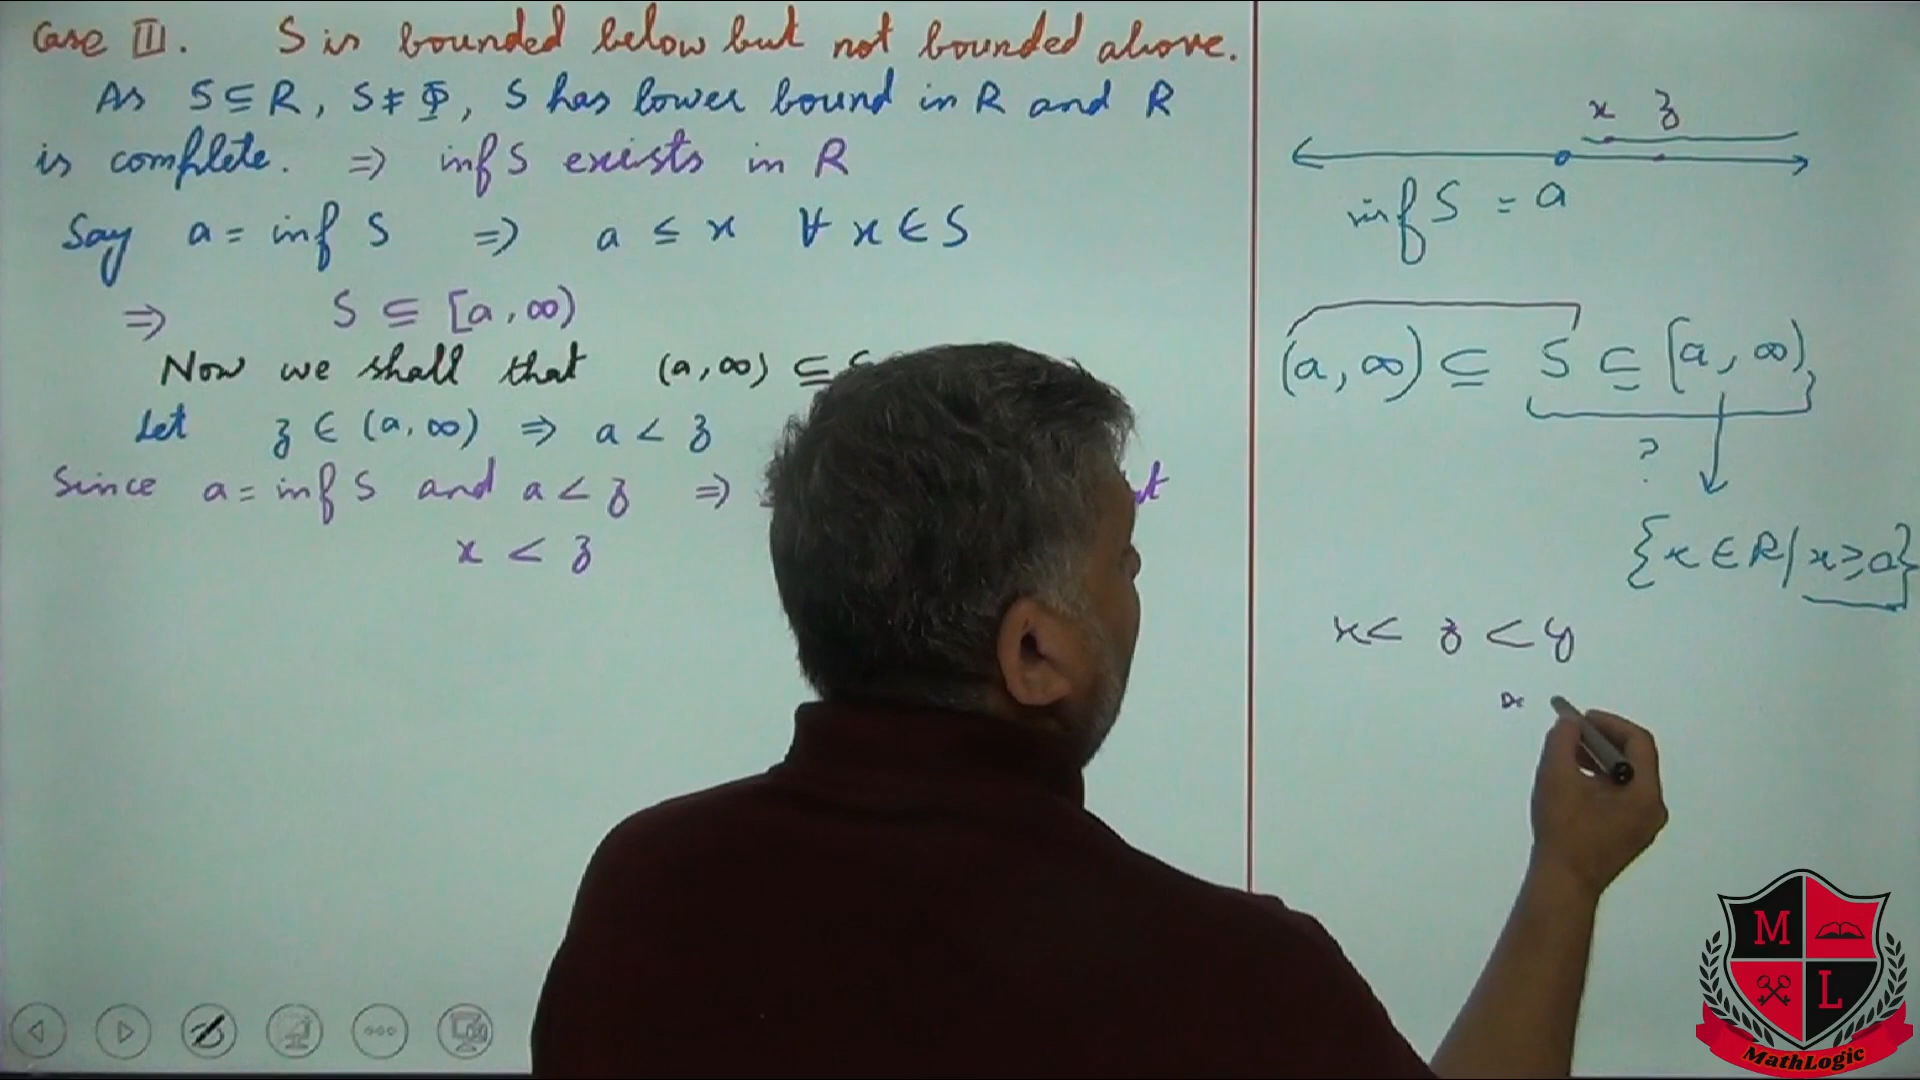 Case III. S is bounded below but not bounded above.
As S ⊆ R, S ≠ Φ, S has lower bound in R and R
is complete. ⇒ inf S exists in R
Say a = inf S ⇒ a ≤ x ∀ x ∈ S
⇒ S ⊆ [a, ∞)
Now we shall that (a, ∞) ⊆ S
Let z ∈ (a, ∞) ⇒ a < z
Since a = inf S and a < z ⇒
x < z
x z
inf S = a
(a, ∞) ⊆ S ⊆ [a, ∞)
?
{x ∈ R / x ≥ a}
x < z < y
M
L
MathLogic